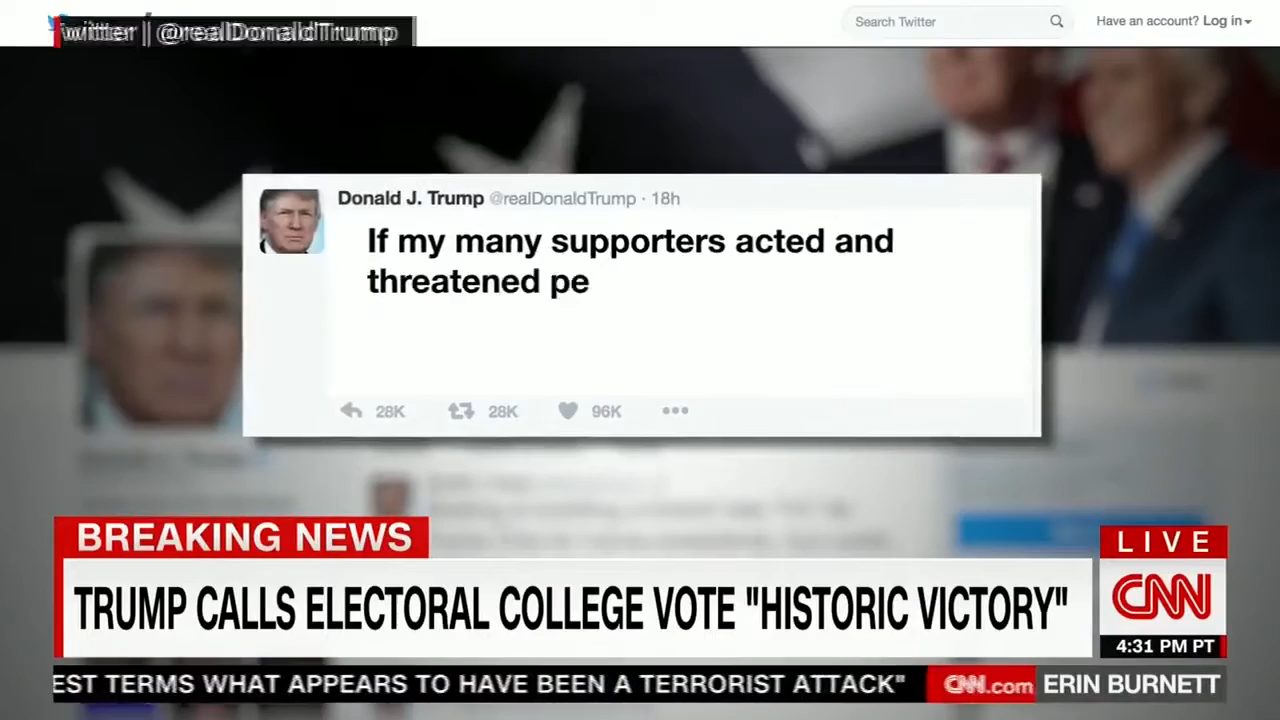 Twitter | @realDonaldTrump
Search Twitter
Have an account? Log in
Donald J. Trump @realDonaldTrump · 18h
If my many supporters acted and
threatened pe
28K 28K 96K
BREAKING NEWS
TRUMP CALLS ELECTORAL COLLEGE VOTE "HISTORIC VICTORY"
LIVE
CNN
4:31 PM PT
EST TERMS WHAT APPEARS TO HAVE BEEN A TERRORIST ATTACK"
CNN.com
ERIN BURNETT